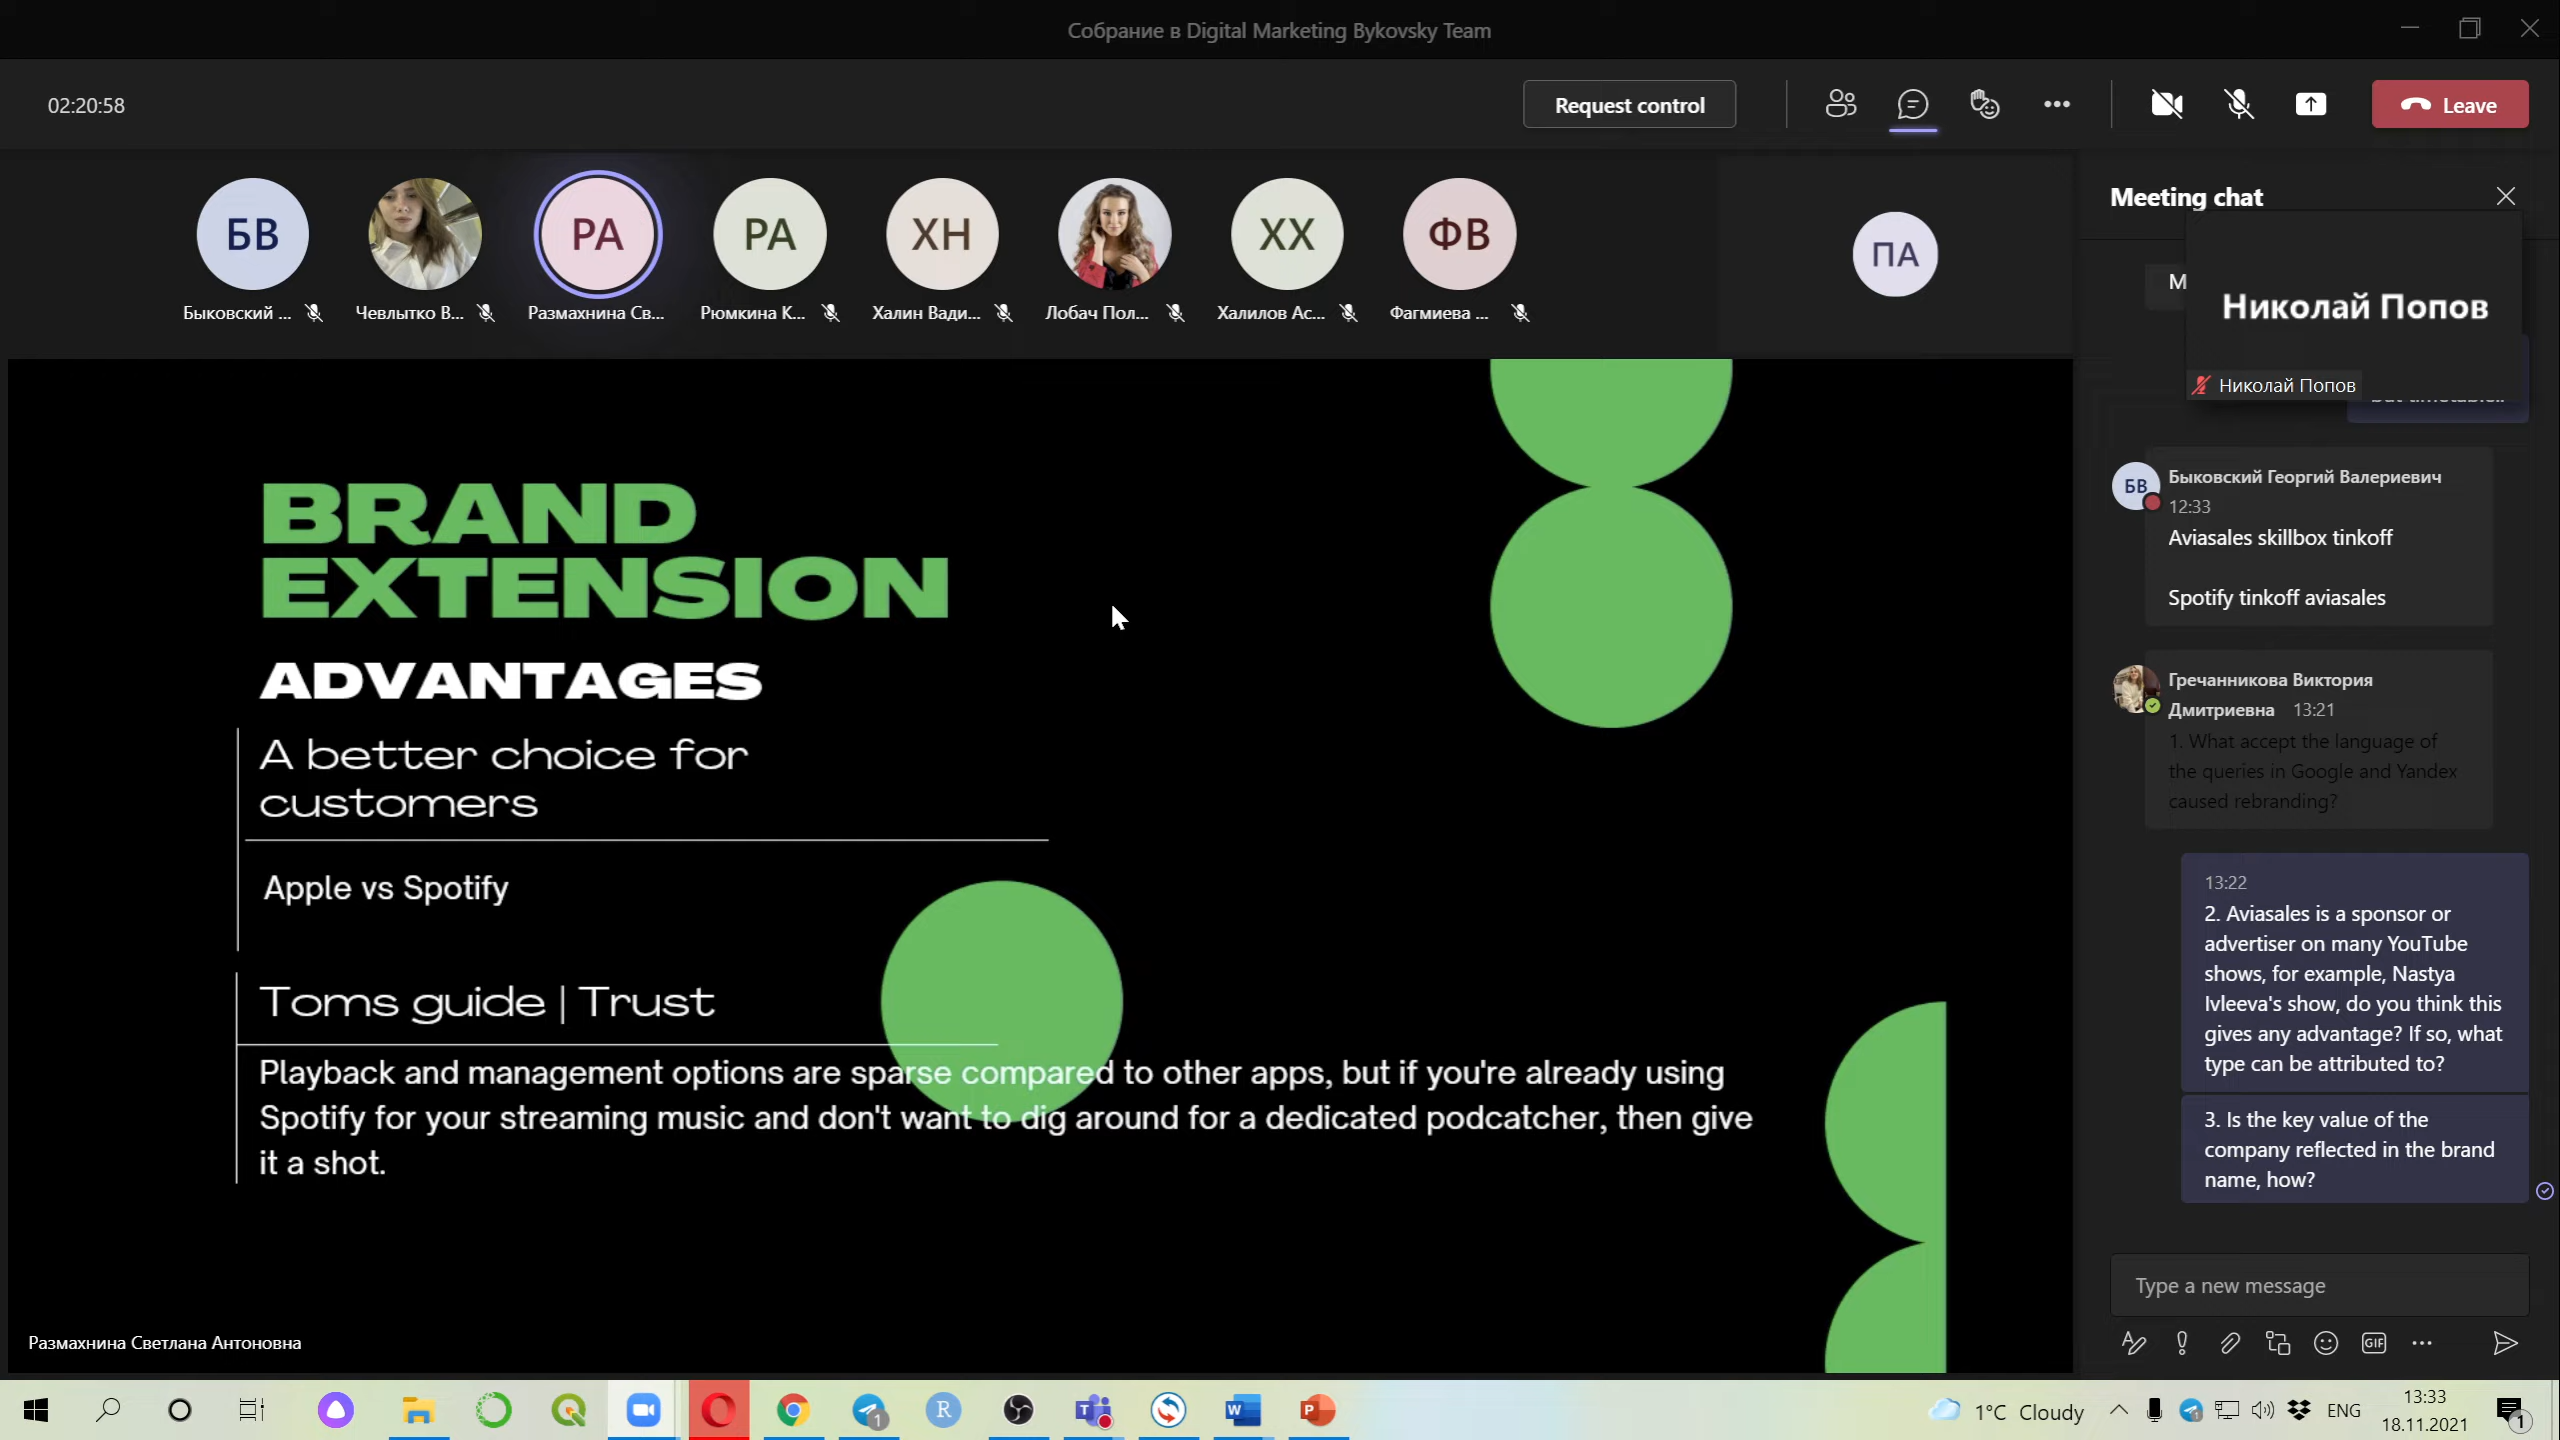 Собрание в Digital Marketing Bykovsky Team
02:20:58
Request control
Leave
БВ
РА
РА
ХН
ХХ
ФВ
ПА
Быковский ...
Чевлытко В...
Размахнина Св...
Рюмкина К...
Халин Вади...
Лобач Пол...
Халилов Ас...
Фагмиева ...
Meeting chat
M
Николай Попов
Николай Попов
BRAND
EXTENSION
ADVANTAGES
A better choice for
customers
Apple vs Spotify
Toms guide | Trust
Playback and management options are sparse compared to other apps, but if you're already using
Spotify for your streaming music and don't want to dig around for a dedicated podcatcher, then give
it a shot.
Размахнина Светлана Антоновна
БВ
Быковский Георгий Валериевич
12:33
Aviasales skillbox tinkoff
Spotify tinkoff aviasales
Гречанникова Виктория
Дмитриевна 13:21
1. What accept the language of
the queries in Google and Yandex
caused rebranding?
13:22
2. Aviasales is a sponsor or
advertiser on many YouTube
shows, for example, Nastya
Ivleeva's show, do you think this
gives any advantage? If so, what
type can be attributed to?
3. Is the key value of the
company reflected in the brand
name, how?
Type a new message
GIF
1°C Cloudy
ENG
13:33
18.11.2021
1